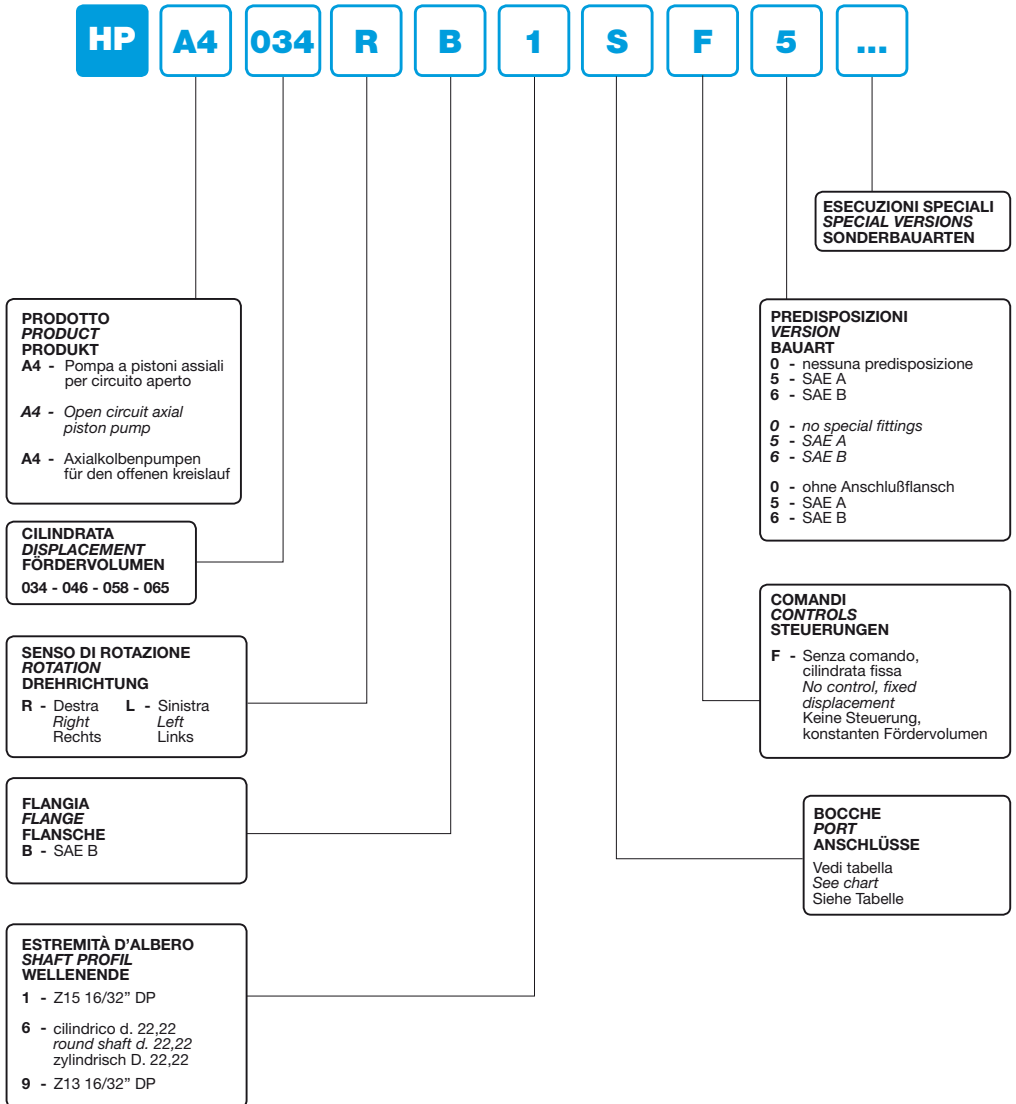 HP A4 034 R B 1 S F 5 ...
ESECUZIONI SPECIALI
SPECIAL VERSIONS
SONDERBAUARTEN
PRODOTTO
PRODUCT
PRODUKT
A4 - Pompa a pistoni assiali
per circuito aperto
A4 - Open circuit axial
piston pump
A4 - Axialkolbenpumpen
für den offenen kreislauf
PREDISPOSIZIONI
VERSION
BAUART
0 - nessuna predisposizione
5 - SAE A
6 - SAE B
0 - no special fittings
5 - SAE A
6 - SAE B
0 - ohne Anschlußflansch
5 - SAE A
6 - SAE B
CILINDRATA
DISPLACEMENT
FÖRDERVOLUMEN
034 - 046 - 058 - 065
COMANDI
CONTROLS
STEUERUNGEN
F - Senza comando,
cilindrata fissa
No control, fixed
displacement
Keine Steuerung,
konstanten Fördervolumen
SENSO DI ROTAZIONE
ROTATION
DREHRICHTUNG
R - Destra L - Sinistra
Right Left
Rechts Links
FLANGIA
FLANGE
FLANSCHE
B - SAE B
BOCCHE
PORT
ANSCHLÜSSE
Vedi tabella
See chart
Siehe Tabelle
ESTREMITÀ D'ALBERO
SHAFT PROFIL
WELLENENDE
1 - Z15 16/32” DP
6 - cilindrico d. 22,22
round shaft d. 22,22
zylindrisch D. 22,22
9 - Z13 16/32” DP